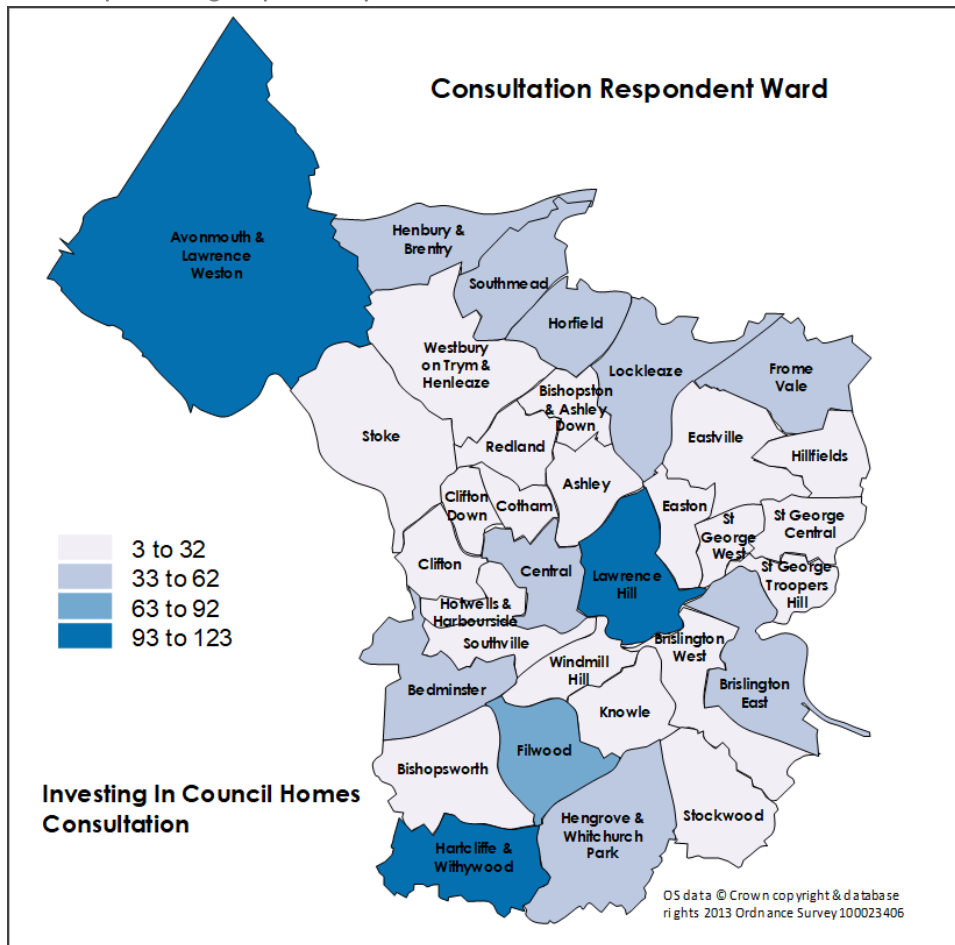 Consultation Respondent Ward
Avonmouth &
Lawrence
Weston
Henbury &
Brentry
Southmead
Horfield
Westbury
on Trym &
Henleaze
Lockleaze
Frome
Vale
Bishopston
& Ashley
Down
Stoke
Redland
Eastville
Hillfields
Ashley
Clifton
Down
Cotham
Easton
St
George
West
St George
Central
3 to 32
33 to 62
63 to 92
93 to 123
Clifton
Central
Lawrence
Hill
St George
Troopers
Hill
Hotwells &
Harbourside
Southville
Windmill
Hill
Brislington
West
Bedminster
Knowle
Brislington
East
Filwood
Bishopsworth
Investing In Council Homes
Consultation
Hengrove &
Whitchurch
Park
Stockwood
Hartcliffe &
Withywood
OS data © Crown copyright & database
rights 2013 Ordnance Survey 100023406